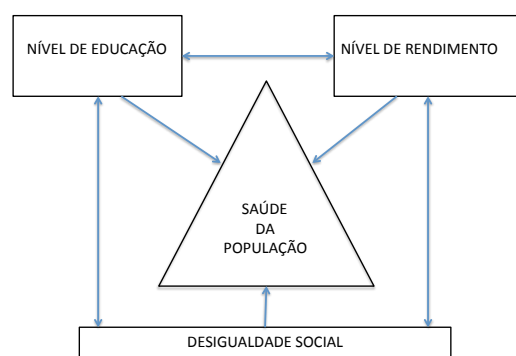 NÍVEL DE EDUCAÇÃO
NÍVEL DE RENDIMENTO
SAÚDE
DA
POPULAÇÃO
DESIGUALDADE SOCIAL